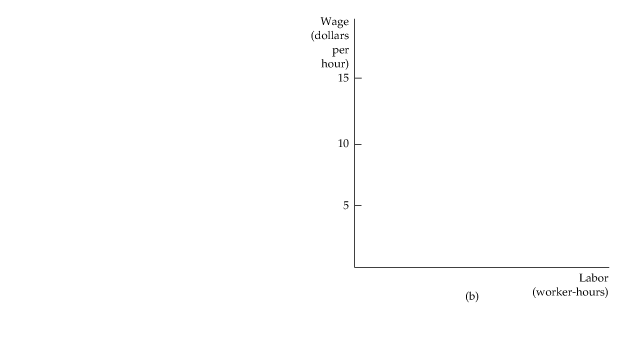 Wage
(dollars
per
hour)
15
10
5
Labor
(worker-hours)
(b)